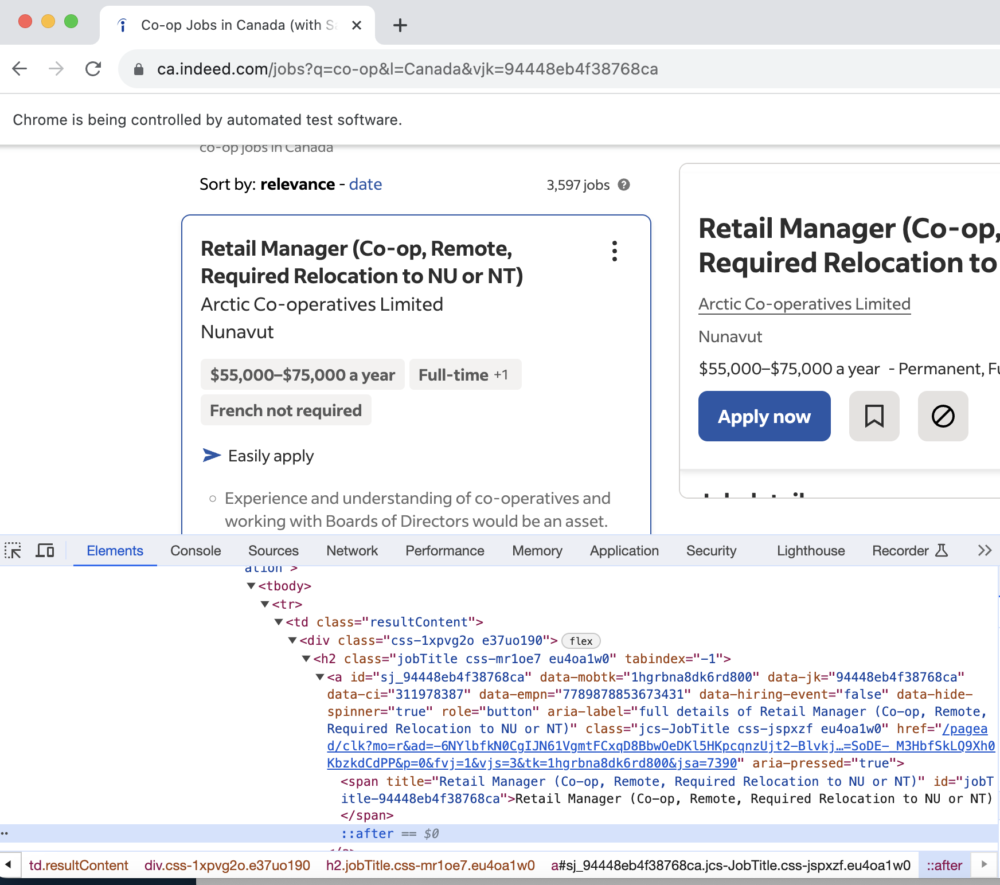 Co-op Jobs in Canada (with Sa
ca.indeed.com/jobs?q=co-op&l=Canada&vjk=94448eb4f38768ca
Chrome is being controlled by automated test software.
co-op jobs in Canada
Sort by: relevance - date
3,597 jobs
Retail Manager (Co-op, Remote,
Required Relocation to NU or NT)
Arctic Co-operatives Limited
Nunavut
$55,000–$75,000 a year
Full-time +1
French not required
Easily apply
Experience and understanding of co-operatives and
working with Boards of Directors would be an asset.
Retail Manager (Co-op,
Required Relocation to
Arctic Co-operatives Limited
Nunavut
$55,000–$75,000 a year - Permanent, Fu
Apply now
Job detail
Elements Console Sources Network Performance Memory Application Security Lighthouse Recorder
ation">
<tbody>
<tr>
<td class="resultContent">
<div class="css-1xpvg2o e37uo190"> flex
<h2 class="jobTitle css-mr1oe7 eu4oa1w0" tabindex="-1">
<a id="sj_94448eb4f38768ca" data-mobtk="1hgrbna8dk6rd800" data-jk="94448eb4f38768ca"
data-ci="311978387" data-empn="7789878853673431" data-hiring-event="false" data-hide-
spinner="true" role="button" aria-label="full details of Retail Manager (Co-op, Remote,
Required Relocation to NU or NT)" class="jcs-JobTitle css-jspxzf eu4oa1w0" href="/pagea
d/clk?mo=r&ad=-6NYlbfkN0CgIJN61VgmtFCxqD8BbwOeDKl5HKpcqnzUjt2-Blvkj…=SoDE-_M3HbfSkLQ9Xh0
KbzkdCdPP&p=0&fvj=1&vjs=3&tk=1hgrbna8dk6rd800&jsa=7390" aria-pressed="true">
<span title="Retail Manager (Co-op, Remote, Required Relocation to NU or NT)" id="jobT
itle-94448eb4f38768ca">Retail Manager (Co-op, Remote, Required Relocation to NU or NT)
</span>
::after == $0
</a>
td.resultContent div.css-1xpvg2o.e37uo190 h2.jobTitle.css-mr1oe7.eu4oa1w0 a#sj_94448eb4f38768ca.jcs-JobTitle.css-jspxzf.eu4oa1w0 ::after